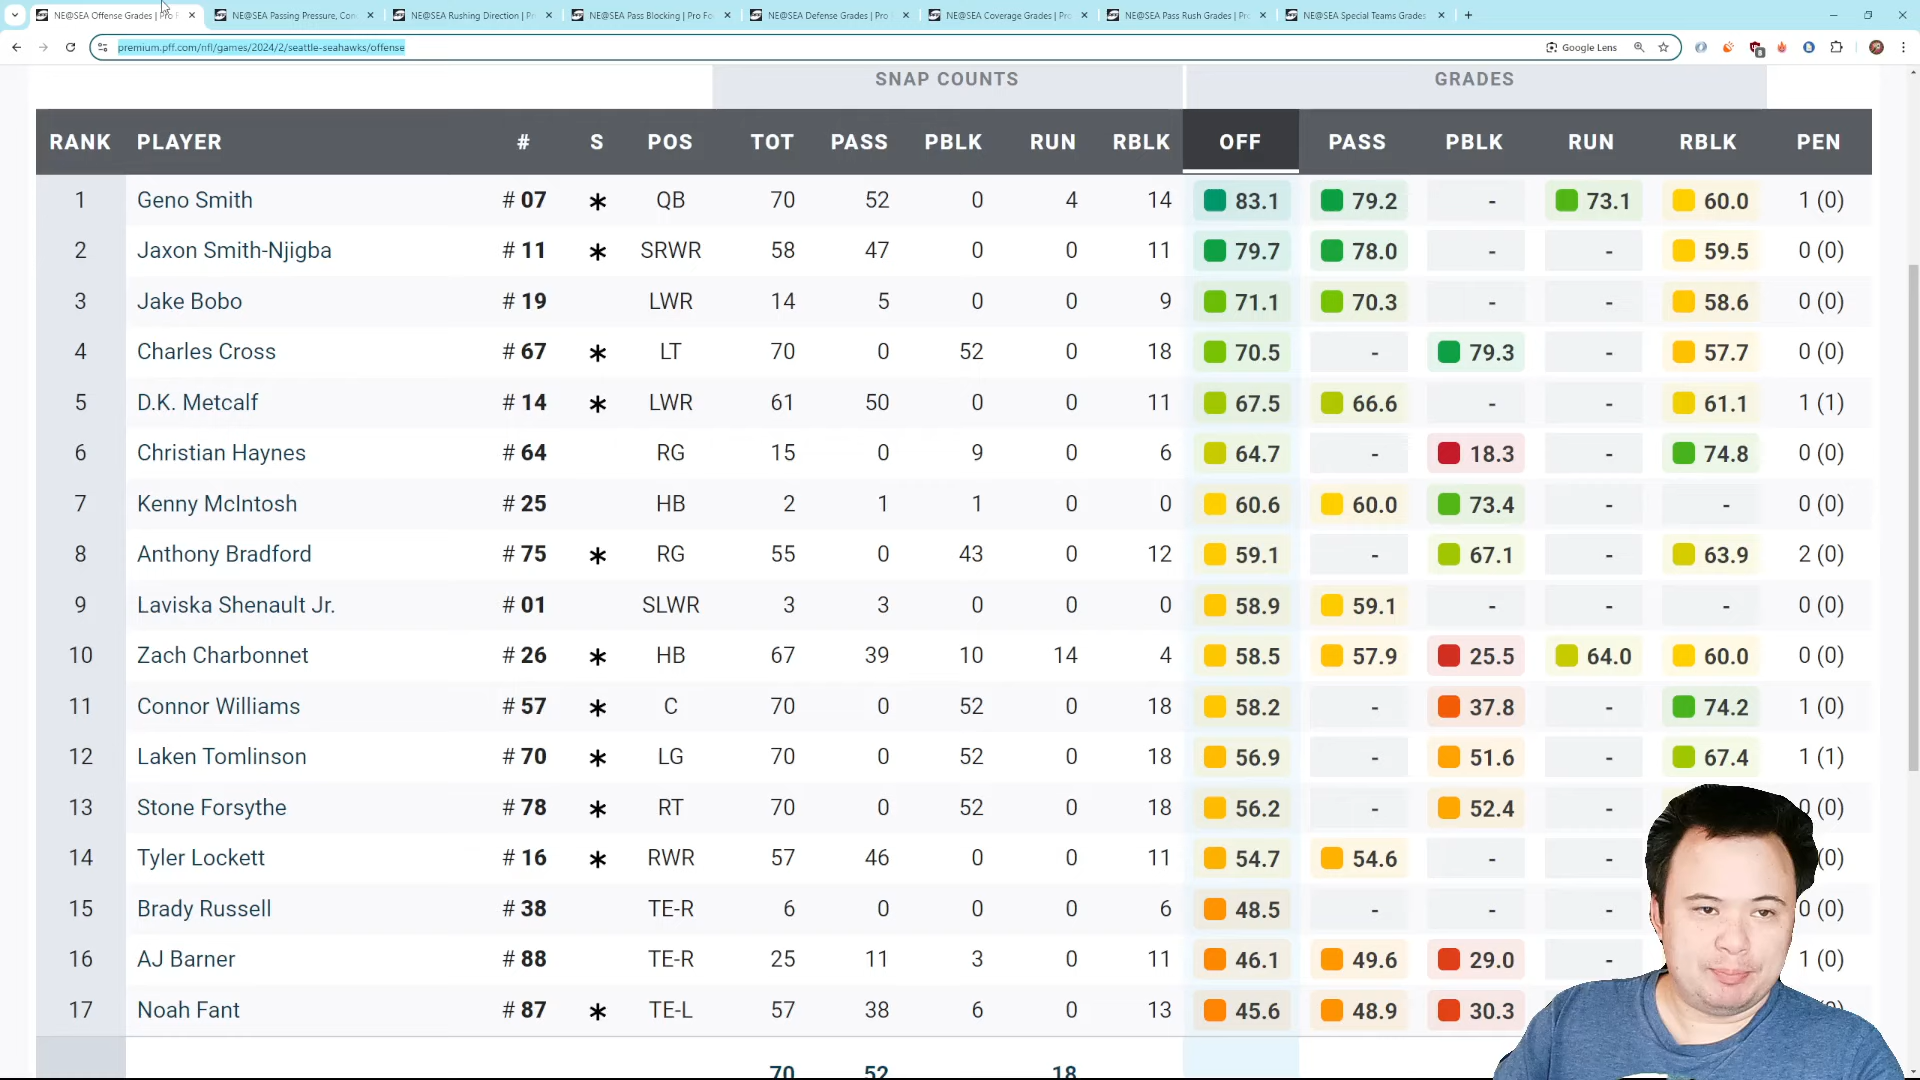 NE@SEA Offense Grades | Pro F
NE@SEA Passing Pressure, Con
NE@SEA Rushing Direction | P
NE@SEA Pass Blocking | Pro Fo
NE@SEA Defense Grades | Pro F
NE@SEA Coverage Grades | Pro
NE@SEA Pass Rush Grades | Pro
NE@SEA Special Teams Grades
premium.pff.com/nfl/games/2024/2/seattle-seahawks/offense
Google Lens
SNAP COUNTS GRADES
RANK PLAYER # S POS TOT PASS PBLK RUN RBLK OFF PASS PBLK RUN RBLK PEN
1 Geno Smith # 07 * QB 70 52 0 4 14 83.1 79.2 - 73.1 60.0 1 (0)
2 Jaxon Smith-Njigba # 11 * SRWR 58 47 0 0 11 79.7 78.0 - - 59.5 0 (0)
3 Jake Bobo # 19 LWR 14 5 0 0 9 71.1 70.3 - - 58.6 0 (0)
4 Charles Cross # 67 * LT 70 0 52 0 18 70.5 - 79.3 - 57.7 0 (0)
5 D.K. Metcalf # 14 * LWR 61 50 0 0 11 67.5 66.6 - - 61.1 1 (1)
6 Christian Haynes # 64 RG 15 0 9 0 6 64.7 - 18.3 - 74.8 0 (0)
7 Kenny McIntosh # 25 HB 2 1 1 0 0 60.6 60.0 73.4 - - 0 (0)
8 Anthony Bradford # 75 * RG 55 0 43 0 12 59.1 - 67.1 - 63.9 2 (0)
9 Laviska Shenault Jr. # 01 SLWR 3 3 0 0 0 58.9 59.1 - - - 0 (0)
10 Zach Charbonnet # 26 * HB 67 39 10 14 4 58.5 57.9 25.5 64.0 60.0 0 (0)
11 Connor Williams # 57 * C 70 0 52 0 18 58.2 - 37.8 - 74.2 1 (0)
12 Laken Tomlinson # 70 * LG 70 0 52 0 18 56.9 - 51.6 - 67.4 1 (1)
13 Stone Forsythe # 78 * RT 70 0 52 0 18 56.2 - 52.4 - 0 (0)
14 Tyler Lockett # 16 * RWR 57 46 0 0 11 54.7 54.6 - - (0)
15 Brady Russell # 38 TE-R 6 0 0 0 6 48.5 - - - 0 (0)
16 AJ Barner # 88 TE-R 25 11 3 0 11 46.1 49.6 29.0 - 1 (0)
17 Noah Fant # 87 * TE-L 57 38 6 0 13 45.6 48.9 30.3
70 52 18